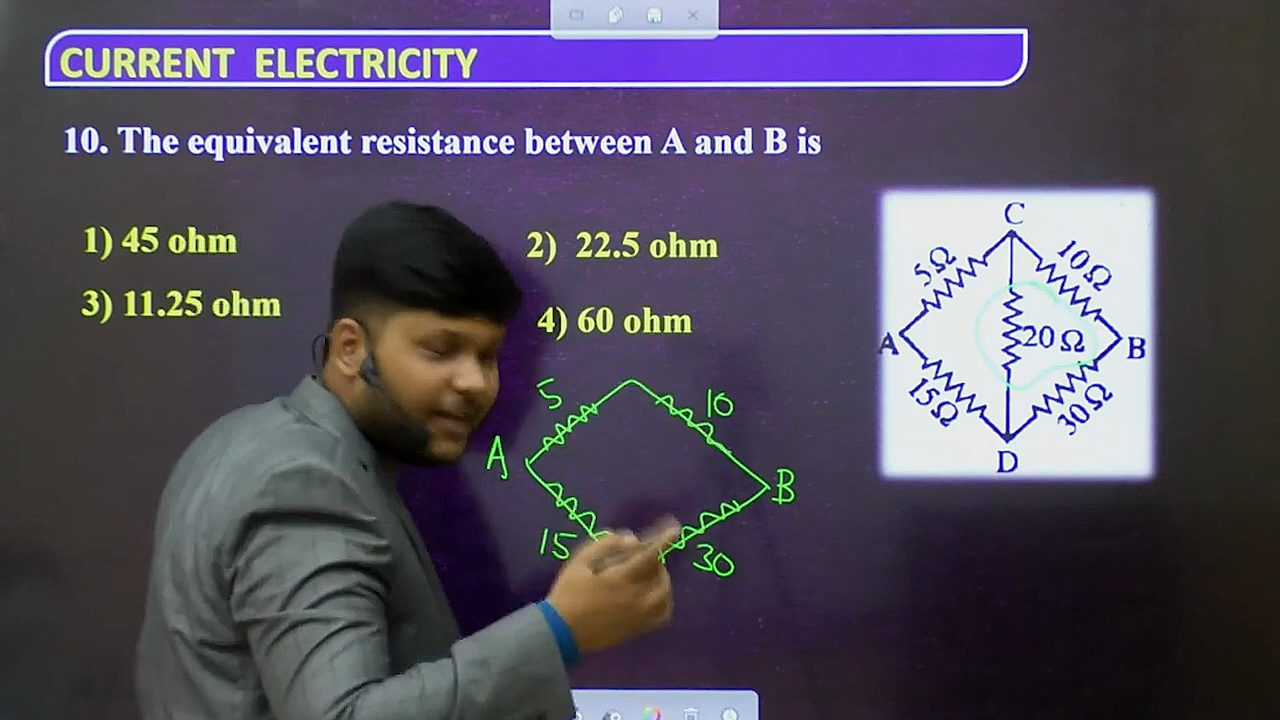 CURRENT ELECTRICITY
10. The equivalent resistance between A and B is
1) 45 ohm
2) 22.5 ohm
3) 11.25 ohm
4) 60 ohm
C
5Ω
10Ω
A
20Ω
B
15Ω
30Ω
D
5
10
A
B
15
30